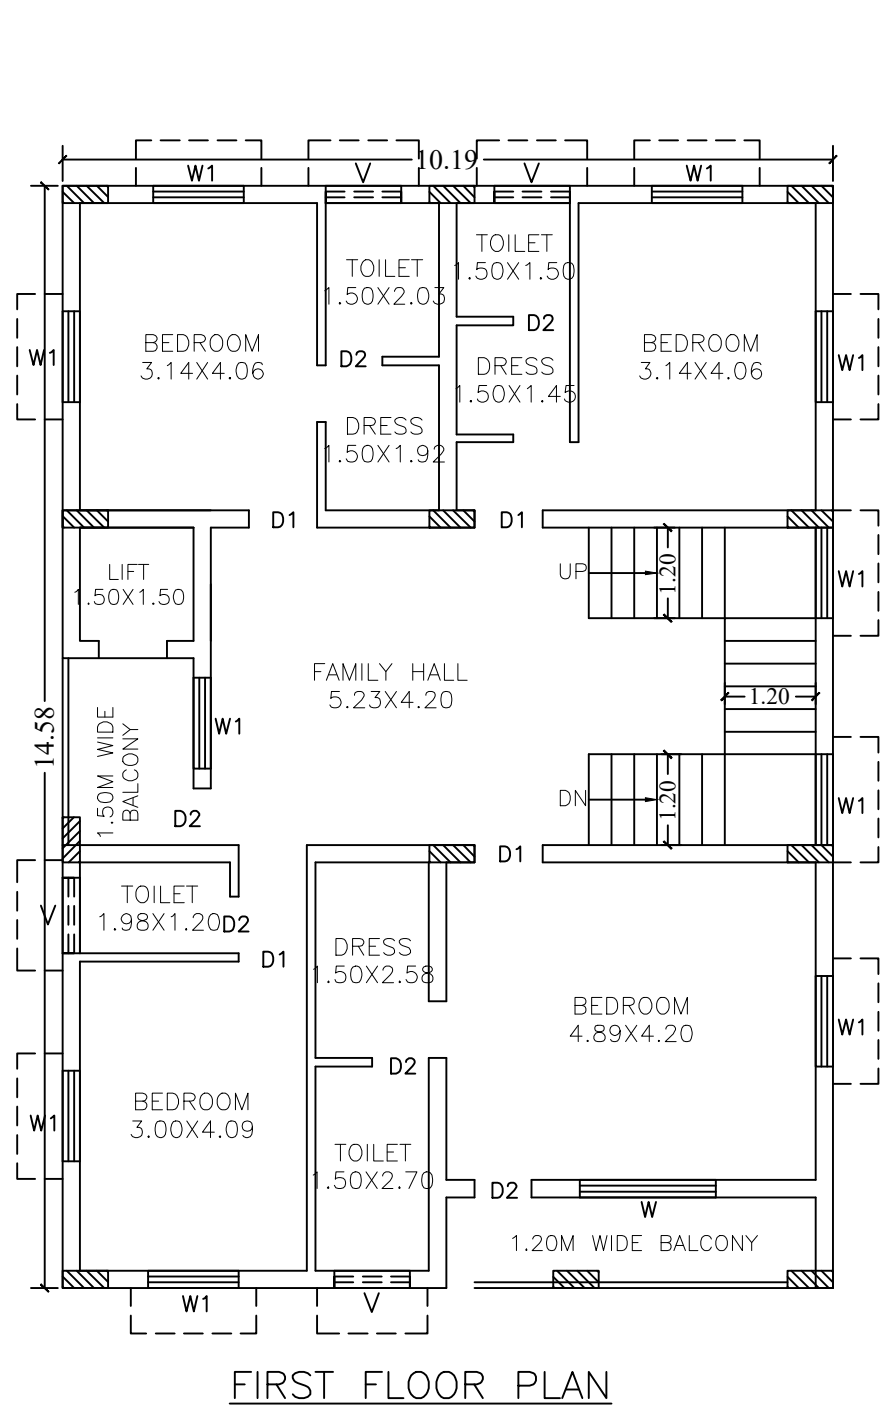 10.19
W1
V
V
W1
TOILET
1.50X2.03
TOILET
1.50X1.50
W1
BEDROOM
3.14X4.06
D2
D2
BEDROOM
3.14X4.06
W1
DRESS
1.50X1.45
DRESS
1.50X1.92
D1
D1
LIFT
1.50X1.50
UP
1.20
W1
FAMILY HALL
5.23X4.20
1.20
14.58
1.50M WIDE
BALCONY
W1
D2
DN
1.20
W1
D1
V
TOILET
1.98X1.20
D2
D1
DRESS
1.50X2.58
BEDROOM
4.89X4.20
W1
D2
W1
BEDROOM
3.00X4.09
TOILET
1.50X2.70
D2
W
1.20M WIDE BALCONY
W1
V
FIRST FLOOR PLAN